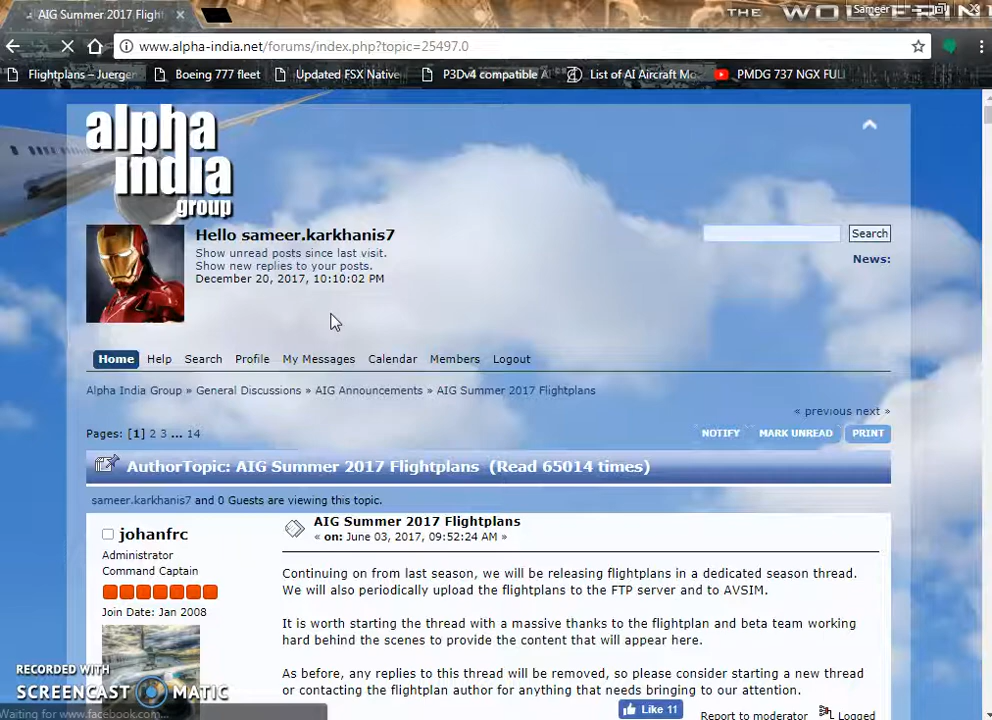 AIG Summer 2017 Flight
THE WOLVERIN
Sameer
www.alpha-india.net/forums/index.php?topic=25497.0
Flightplans – Juerge
Boeing 777 fleet
Updated FSX Native
P3Dv4 compatible A
List of AI Aircraft Mo
PMDG 737 NGX FUL
alpha
india
group
Hello sameer.karkhanis7
Show unread posts since last visit.
Show new replies to your posts.
December 20, 2017, 10:10:02 PM
Search
News:
Home Help Search Profile My Messages Calendar Members Logout
Alpha India Group » General Discussions » AIG Announcements » AIG Summer 2017 Flightplans
« previous next »
Pages: [1] 2 3 ... 14
NOTIFY MARK UNREAD PRINT
AuthorTopic: AIG Summer 2017 Flightplans (Read 65014 times)
sameer.karkhanis7 and 0 Guests are viewing this topic.
johanfrc
Administrator
Command Captain
Join Date: Jan 2008
AIG Summer 2017 Flightplans
« on: June 03, 2017, 09:52:24 AM »
Continuing on from last season, we will be releasing flightplans in a dedicated season thread.
We will also periodically upload the flightplans to the FTP server and to AVSIM.
It is worth starting the thread with a massive thanks to the flightplan and beta team working
hard behind the scenes to provide the content that will appear here.
As before, any replies to this thread will be removed, so please consider starting a new thread
or contacting the flightplan author for anything that needs bringing to our attention.
Like 11
Report to moderator
Logged
RECORDED WITH
SCREENCAST MATIC
Waiting for www.facebook.com...